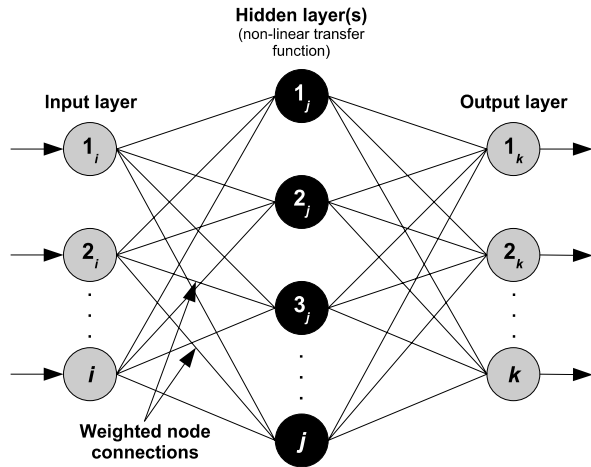 Hidden layer(s)
(non-linear transfer
function)
Input layer
Output layer
1j
1i
1k
2j
2i
2k
3j
i
k
j
Weighted node
connections